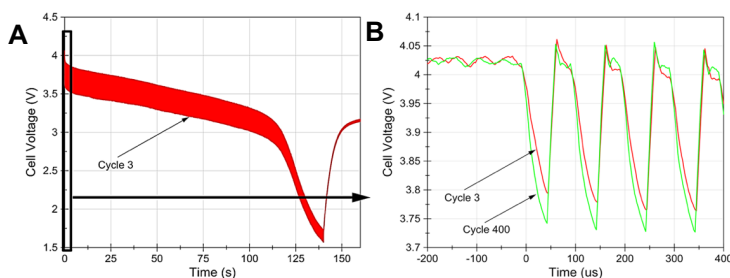 A
4.5
4
3.5
3
2.5
2
1.5
Cell Voltage (V)
Cycle 3
0 25 50 75 100 125 150
Time (s)
B
4.1
4.05
4
3.95
3.9
3.85
3.8
3.75
3.7
Cell Voltage (V)
Cycle 3
Cycle 400
-200 -100 0 100 200 300 400
Time (us)